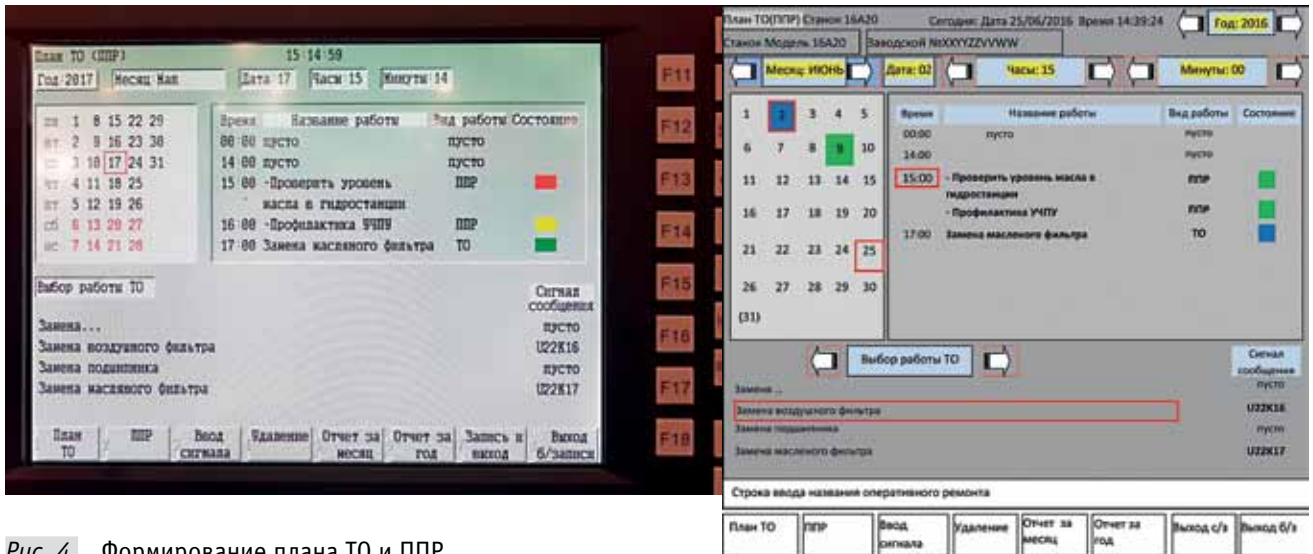 План ТО (ППР) 15:14:59
Год 2017 Месяц Мая Дата 17 Часы 15 Минуты 14
пн 1 8 15 22 29
вт 2 9 16 23 30
ср 3 10 17 24 31
чт 4 11 18 25
пт 5 12 19 26
сб 6 13 20 27
вс 7 14 21 28
Время Название работы Вид работы Состояние
00 00 пусто пусто
14 00 пусто пусто
15 00 -Проверить уровень ППР
масла в гидростанции
16 00 -Профилактика УЧПУ ППР
17 00 Замена масляного фильтра ТО
Выбор работы ТО
Сигнал
сообщения
Замена... пусто
Замена воздушного фильтра U22K16
Замена подшипника пусто
Замена масляного фильтра U22K17
План ТО
ППР
Ввод сигнала
Удаление
Отчет за месяц
Отчет за год
Запись и выход
Выход б/записи
F11
F12
F13
F14
F15
F16
F17
F18
План ТО(ППР) Станок 16А20 Сегодня: Дата 25/06/2016 Время 14:39:24 Год: 2016
Станок Модель 16А20 Заводской №XXYYZZVVWW
Месяц: ИЮНЬ Дата: 02 Часы: 15 Минуты: 00
1 2 3 4 5
6 7 8 9 10
11 12 13 14 15
16 17 18 19 20
21 22 23 24 25
26 27 28 29 30
(31)
Время Название работы Вид работы Состояние
00:00 пусто пусто
14:00 пусто
15:00 - Проверить уровень масла в ППР
гидростанции
- Профилактика УЧПУ ППР
17:00 Замена масленого фильтра ТО
Выбор работы ТО
Сигнал
сообщения
Замена .. пусто
Замена воздушного фильтра U22K16
Замена подшипника пусто
Замена масленого фильтра U22K17
Строка ввода названия оперативного ремонта
План ТО
ППР
Ввод сигнала
Удаление
Отчет за месяц
Отчет за год
Выход с/з
Выход б/з
Рис. 4. Формирование плана ТО и ППР